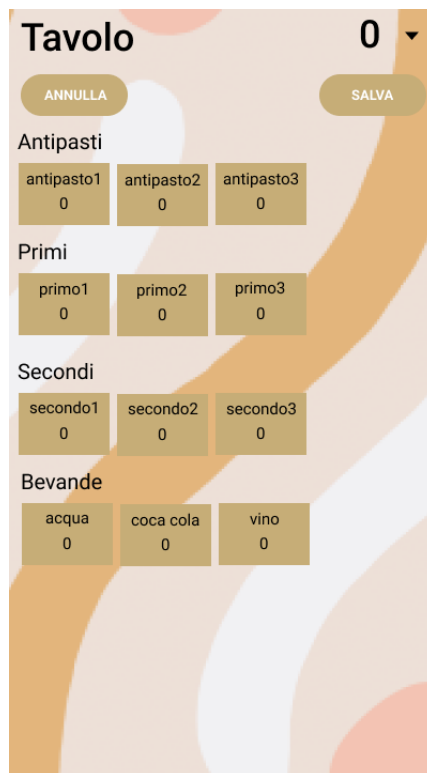 Tavolo 0
ANNULLA SALVA
Antipasti
antipasto1 antipasto2 antipasto3
0 0 0
Primi
primo1 primo2 primo3
0 0 0
Secondi
secondo1 secondo2 secondo3
0 0 0
Bevande
acqua coca cola vino
0 0 0